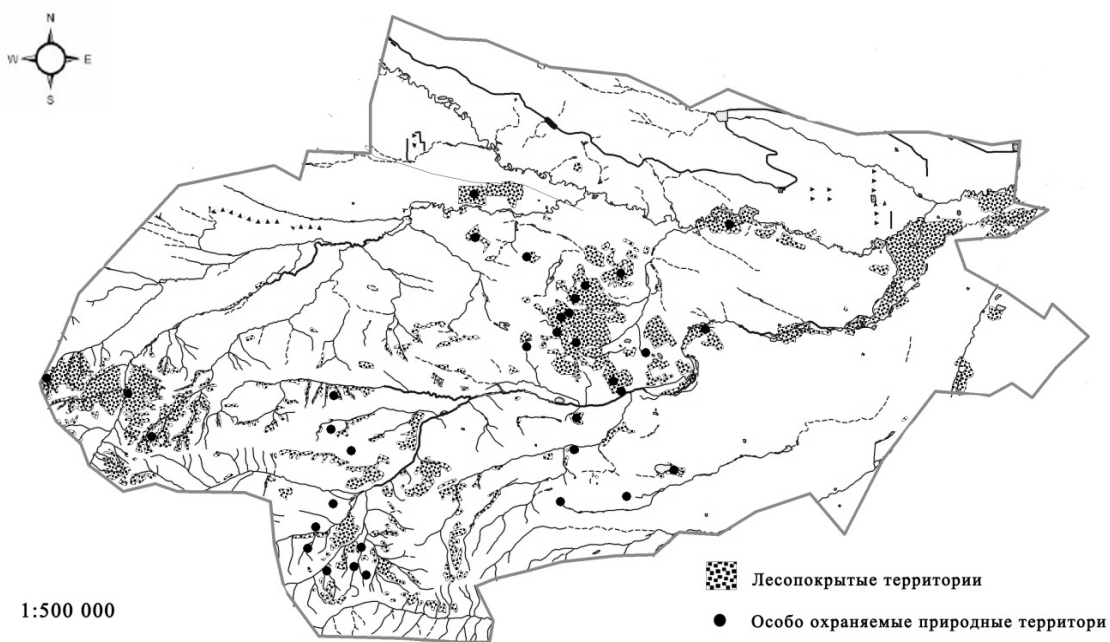 N
W E
S
1:500 000
Лесопокрытые территории
Особо охраняемые природные территори